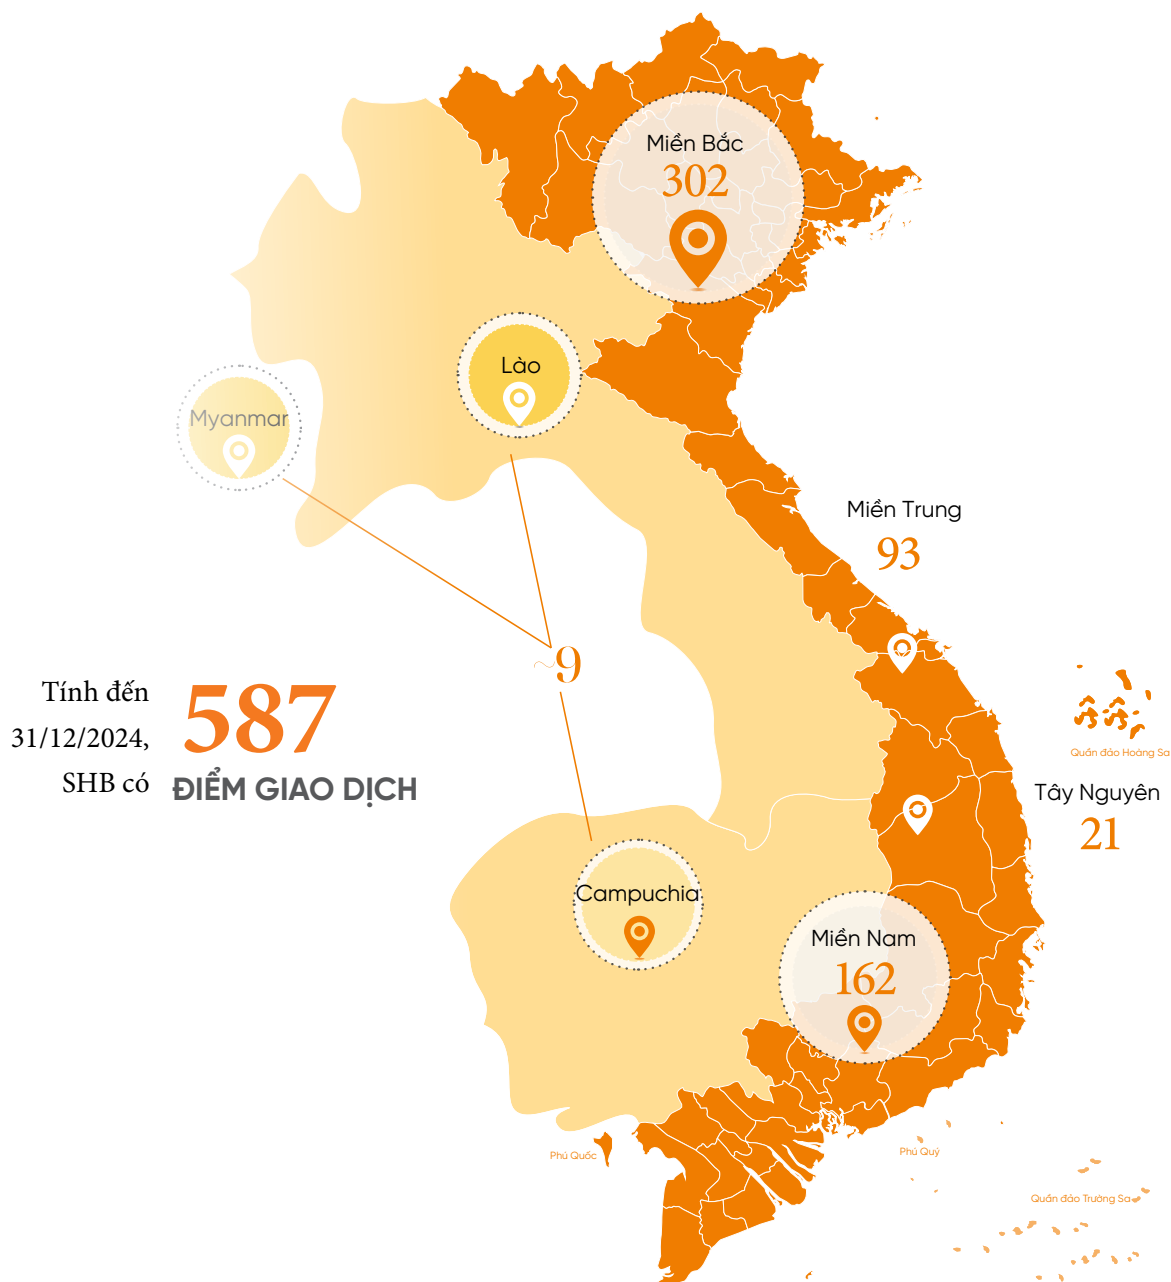 Miền Bắc
302
Lào
Myanmar
Miền Trung
93
~9
Tính đến
31/12/2024,
SHB có
587
ĐIỂM GIAO DỊCH
Quần đảo Hoàng Sa
Tây Nguyên
21
Campuchia
Miền Nam
162
Phú Quốc
Phú Quý
Quần đảo Trường Sa